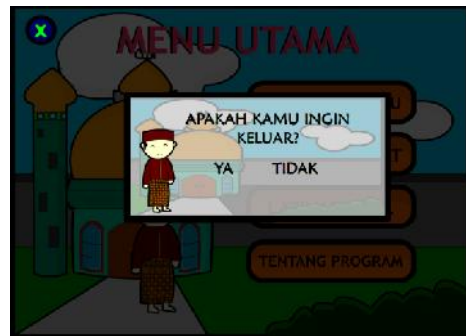 X
MENU UTAMA
APAKAH KAMU INGIN
KELUAR?
YA TIDAK
TENTANG PROGRAM